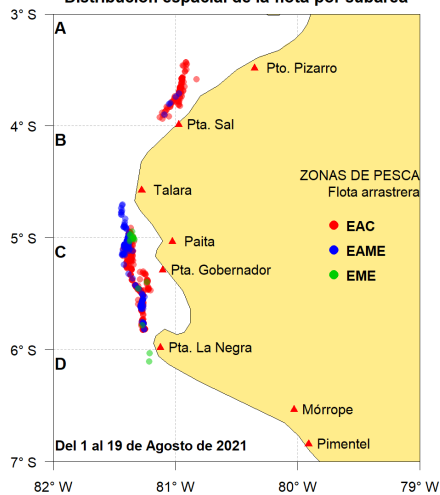 Distribución espacial de la flota por subárea
3° S
A
Pto. Pizarro
Pta. Sal
4° S
B
ZONAS DE PESCA
Flota arrastrera
Talara
EAC
5° S
Paita
C
EAME
Pta. Gobernador
EME
6° S
Pta. La Negra
D
Mórrope
Del 1 al 19 de Agosto de 2021
Pimentel
7° S
82° W 81° W 80° W 79° W